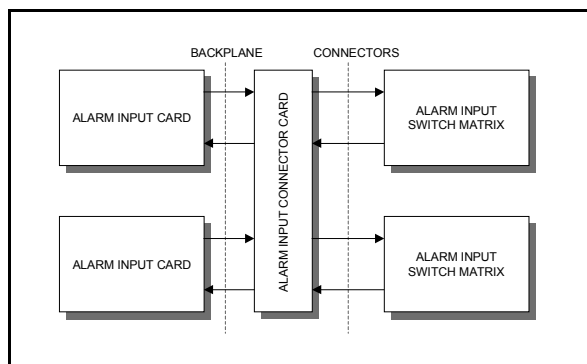 BACKPLANE
CONNECTORS
ALARM INPUT CARD
ALARM INPUT CONNECTOR CARD
ALARM INPUT
SWITCH MATRIX
ALARM INPUT CARD
ALARM INPUT
SWITCH MATRIX